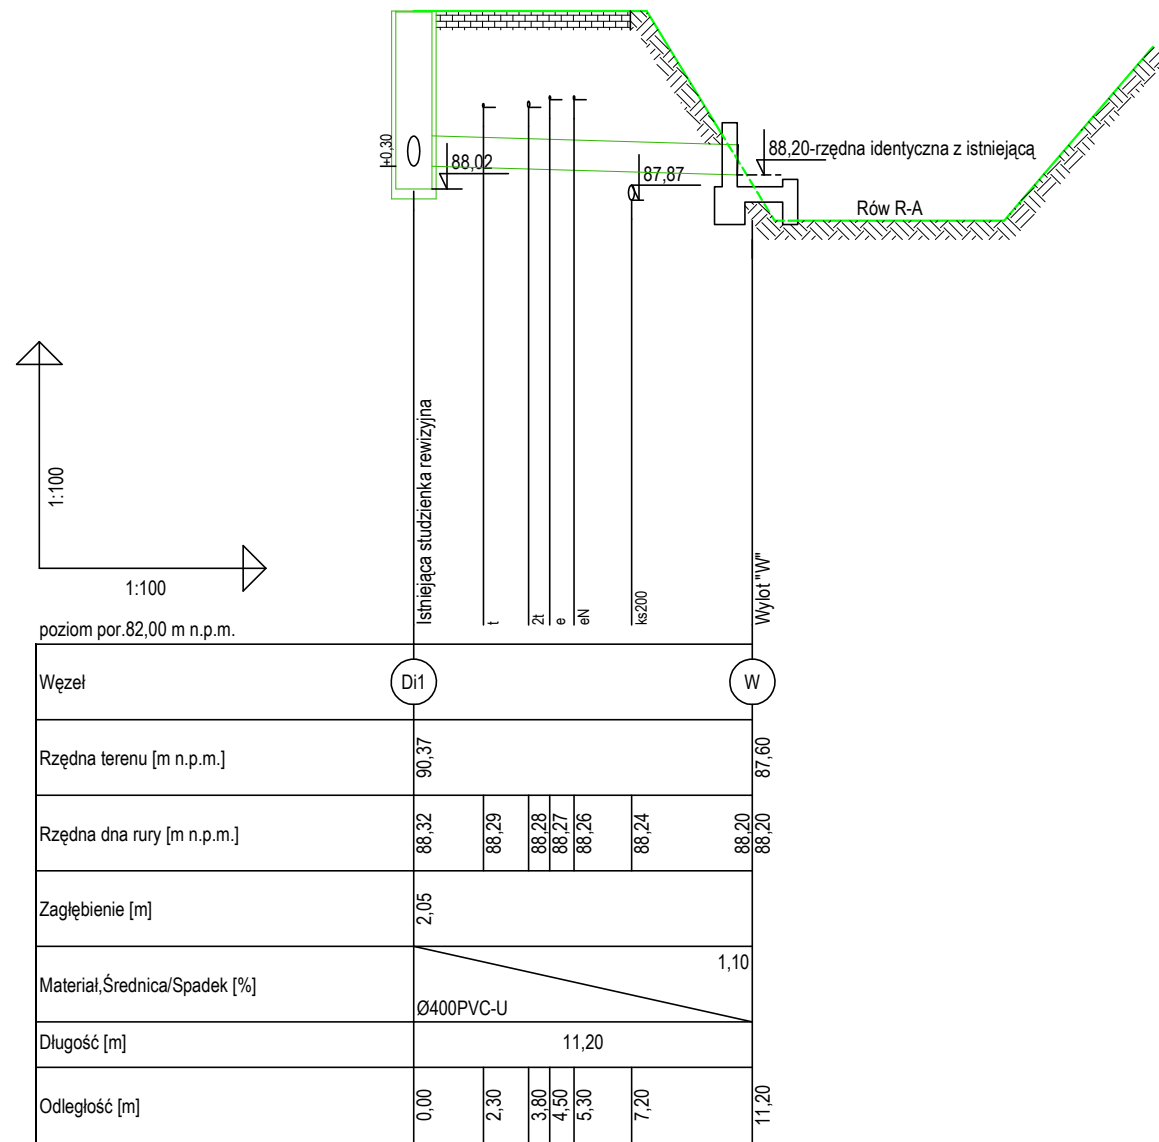 H0,30
88,02
87,87
88,20-rzędna identyczna z istniejącą
Rów R-A
1:100
1:100
Istniejąca studzienka rewizyjna
t
2t
e
eN
ks200
Wylot "W"
poziom por.82,00 m n.p.m.
Węzeł
Di1
W
Rzędna terenu [m n.p.m.]
90,37
87,60
Rzędna dna rury [m n.p.m.]
88,32
88,29
88,28
88,27
88,26
88,24
88,20
88,20
Zagłębienie [m]
2,05
Materiał,Średnica/Spadek [%]
1,10
Ø400PVC-U
Długość [m]
11,20
Odległość [m]
0,00
2,30
3,80
4,50
5,30
7,20
11,20